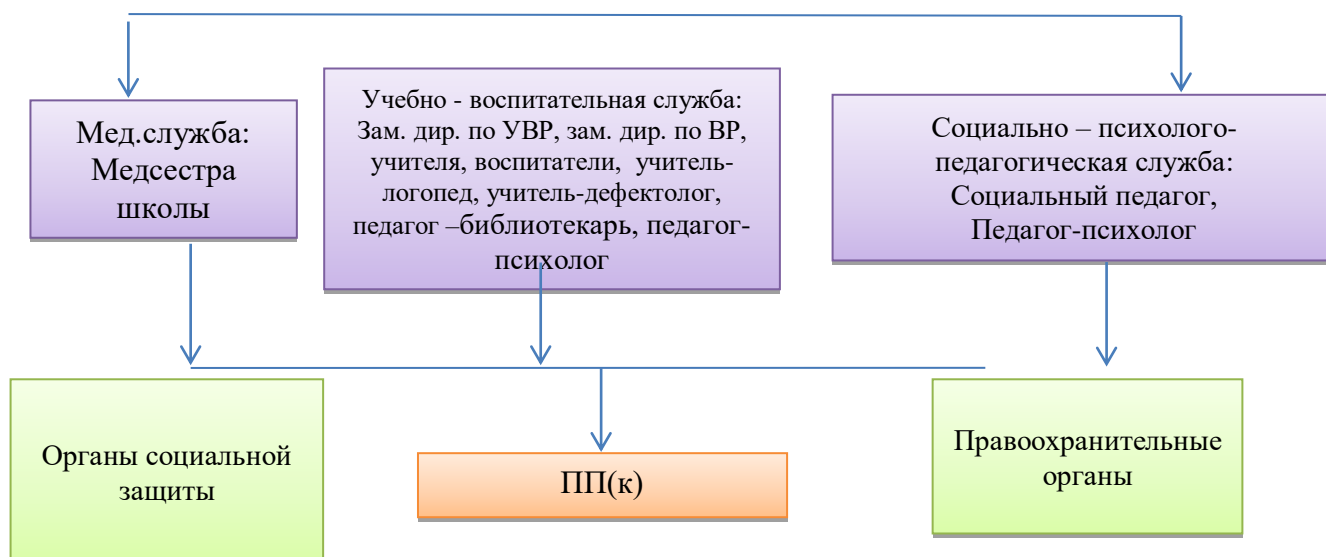 Мед.служба:
Медсестра
школы
Учебно - воспитательная служба:
Зам. дир. по УВР, зам. дир. по ВР,
учителя, воспитатели, учитель-
логопед, учитель-дефектолог,
педагог –библиотекарь, педагог-
психолог
Социально – психолого-
педагогическая служба:
Социальный педагог,
Педагог-психолог
Органы социальной
защиты
ПП(к)
Правоохранительные
органы